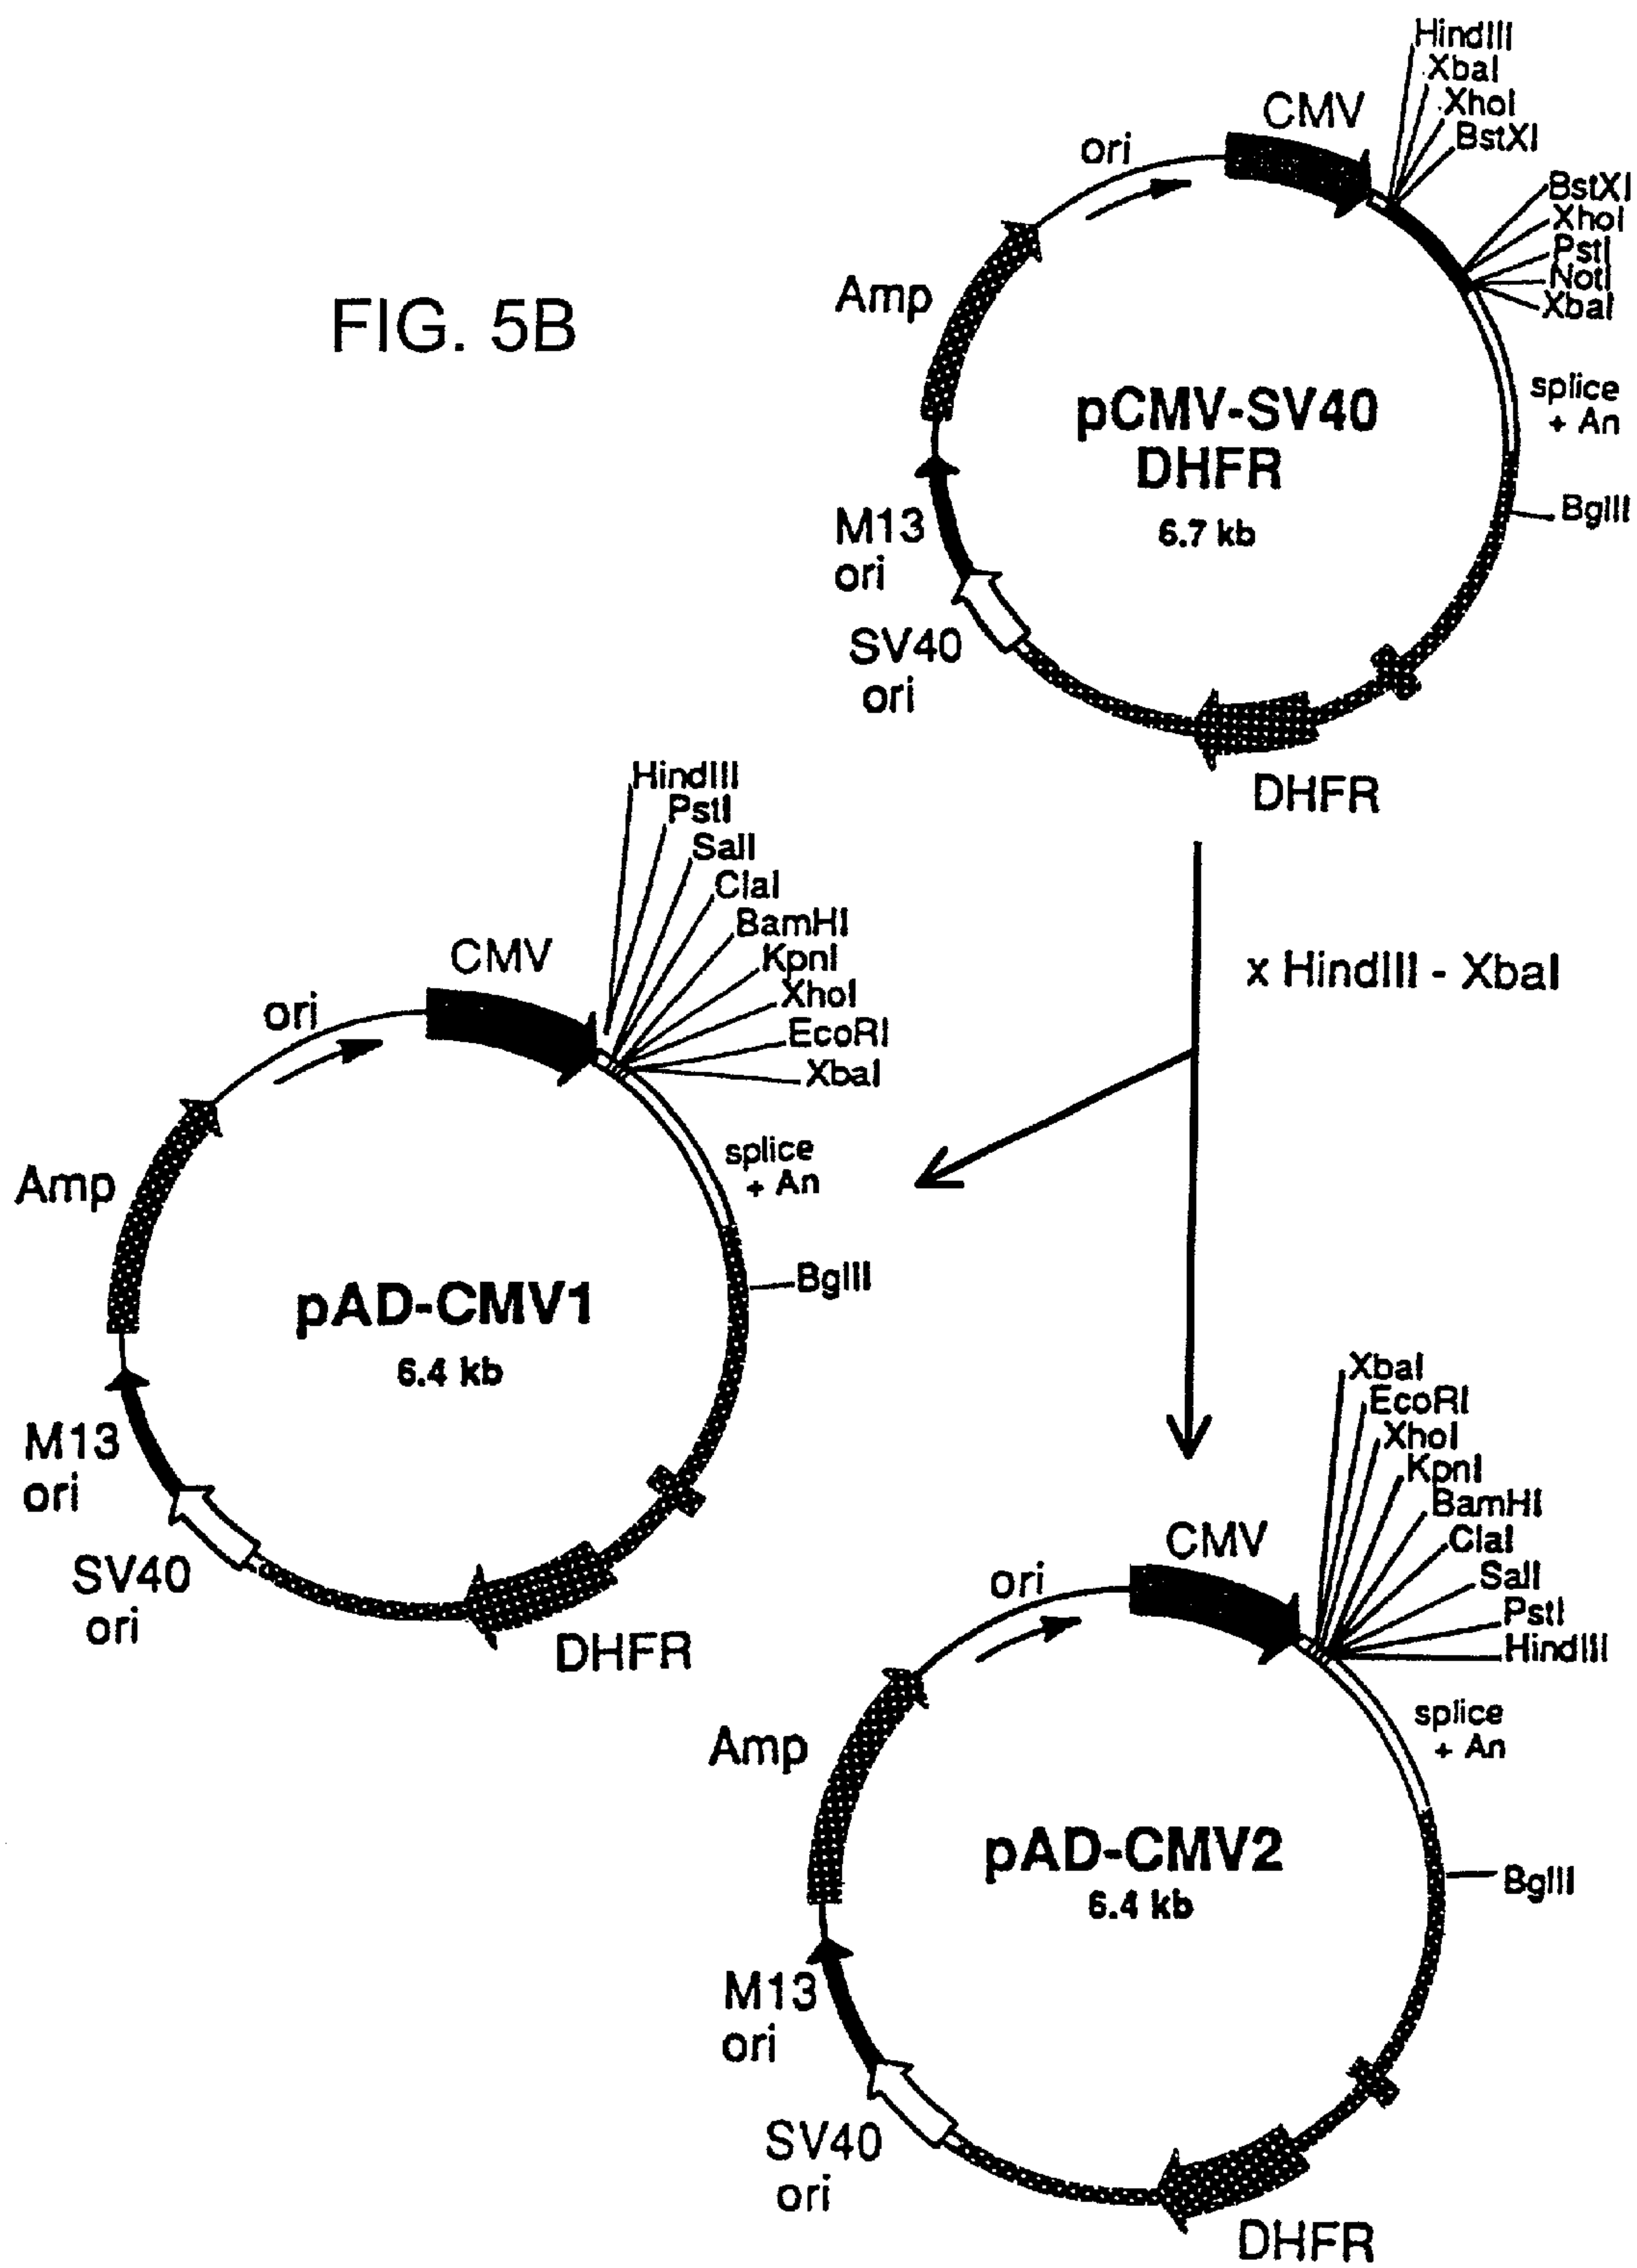 FIG. 5B
HindIII
XbaI
XhoI
BstXI
BstXI
XhoI
PstI
NotI
XbaI
CMV
ori
Amp
splice
+ An
pCMV-SV40
DHFR
6.7 kb
BglII
M13
ori
SV40
ori
DHFR
x HindIII - XbaI
HindIII
PstI
SalI
ClaI
BamHI
KpnI
XhoI
EcoRI
XbaI
CMV
ori
Amp
splice
+ An
pAD-CMV1
6.4 kb
BglII
M13
ori
SV40
ori
DHFR
XbaI
EcoRI
XhoI
KpnI
BamHI
ClaI
SalI
PstI
HindIII
CMV
ori
Amp
splice
+ An
pAD-CMV2
6.4 kb
BglII
M13
ori
SV40
ori
DHFR